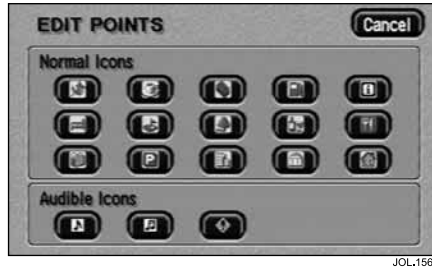 EDIT POINTS
Cancel
Normal Icons
P
Audible Icons
JOL.156